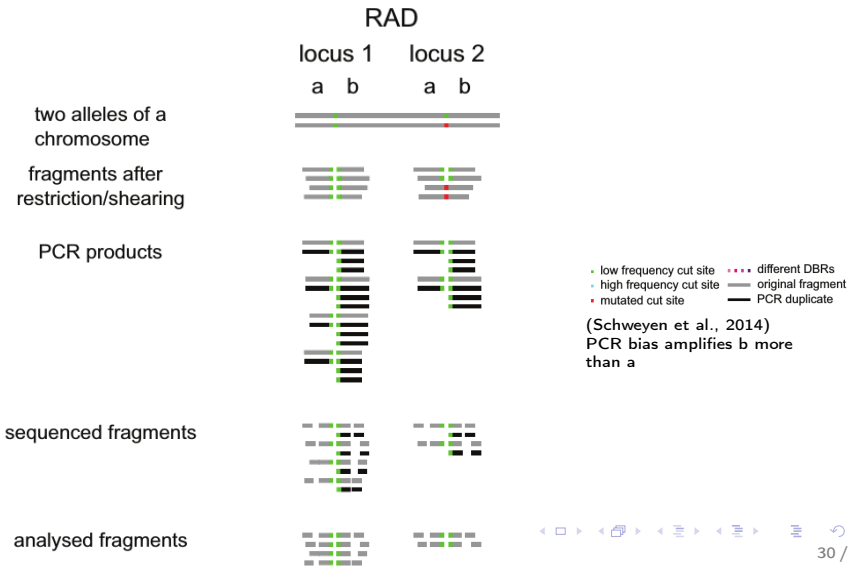 RAD
locus 1 locus 2
a b a b
two alleles of a
chromosome
fragments after
restriction/shearing
PCR products
low frequency cut site different DBRs
high frequency cut site original fragment
mutated cut site PCR duplicate
(Schweyen et al., 2014)
PCR bias amplifies b more
than a
sequenced fragments
analysed fragments
30 /